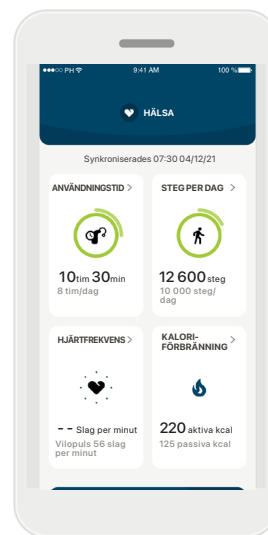 PH 9:41 AM 100 %
HÄLSA
Synkroniserades 07:30 04/12/21
ANVÄNDNINGSTID
10tim 30min
8 tim/dag
STEG PER DAG
12 600 steg
10 000 steg/
dag
HJÄRTFREKVENS
-- Slag per minut
Vilopuls 56 slag
per minut
KALORI-
FÖRBRÄNNING
220 aktiva kcal
125 passiva kcal